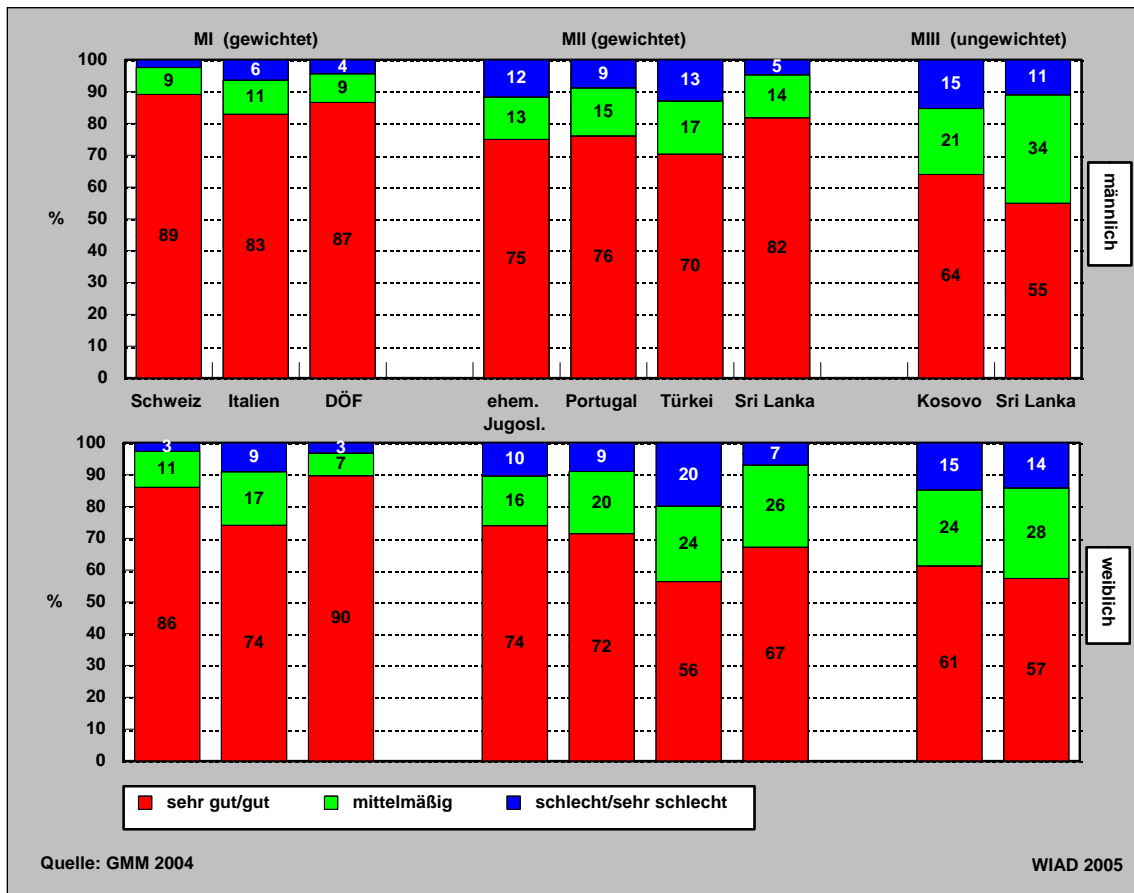 MI (gewichtet) MII (gewichtet) MIII (ungewichtet)
100 4 5
6 9 11
90 9 12 13 15
9
11 14
80 13 15
17
70 21 34
60
% 50
89 83 87 82
40 75 76 70
64
30 55
20
10
0
männlich
Schweiz Italien DÖF ehem. Portugal Türkei Sri Lanka Kosovo Sri Lanka
Jugosl.
100 3 3
9 10 9 7
90 11 7 15 14
20
80 17 16 20
26
70 24 28
24
60
% 50
86 90
40 74 74 72 67
61 57
30 56
20
10
0
weiblich
sehr gut/gut mittelmäßig schlecht/sehr schlecht
Quelle: GMM 2004 WIAD 2005